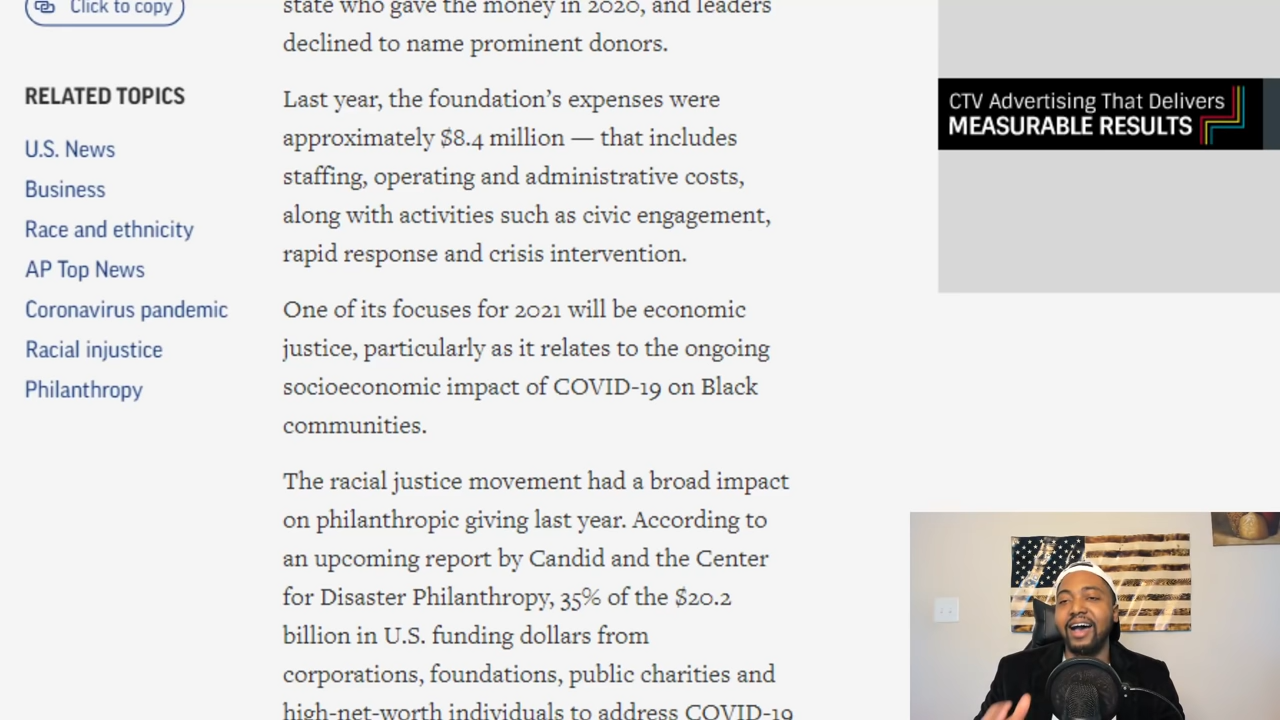 Click to copy
RELATED TOPICS
U.S. News
Business
Race and ethnicity
AP Top News
Coronavirus pandemic
Racial injustice
Philanthropy
state who gave the money in 2020, and leaders
declined to name prominent donors.
Last year, the foundation’s expenses were
approximately $8.4 million — that includes
staffing, operating and administrative costs,
along with activities such as civic engagement,
rapid response and crisis intervention.
One of its focuses for 2021 will be economic
justice, particularly as it relates to the ongoing
socioeconomic impact of COVID-19 on Black
communities.
The racial justice movement had a broad impact
on philanthropic giving last year. According to
an upcoming report by Candid and the Center
for Disaster Philanthropy, 35% of the $20.2
billion in U.S. funding dollars from
corporations, foundations, public charities and
high-net-worth individuals to address COVID-19
CTV Advertising That Delivers
MEASURABLE RESULTS